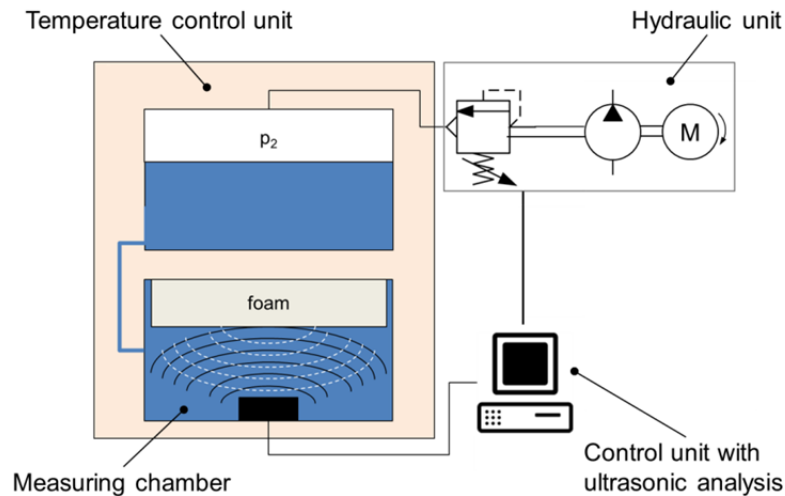 Temperature control unit
Hydraulic unit
p₂
M
foam
Measuring chamber
Control unit with
ultrasonic analysis